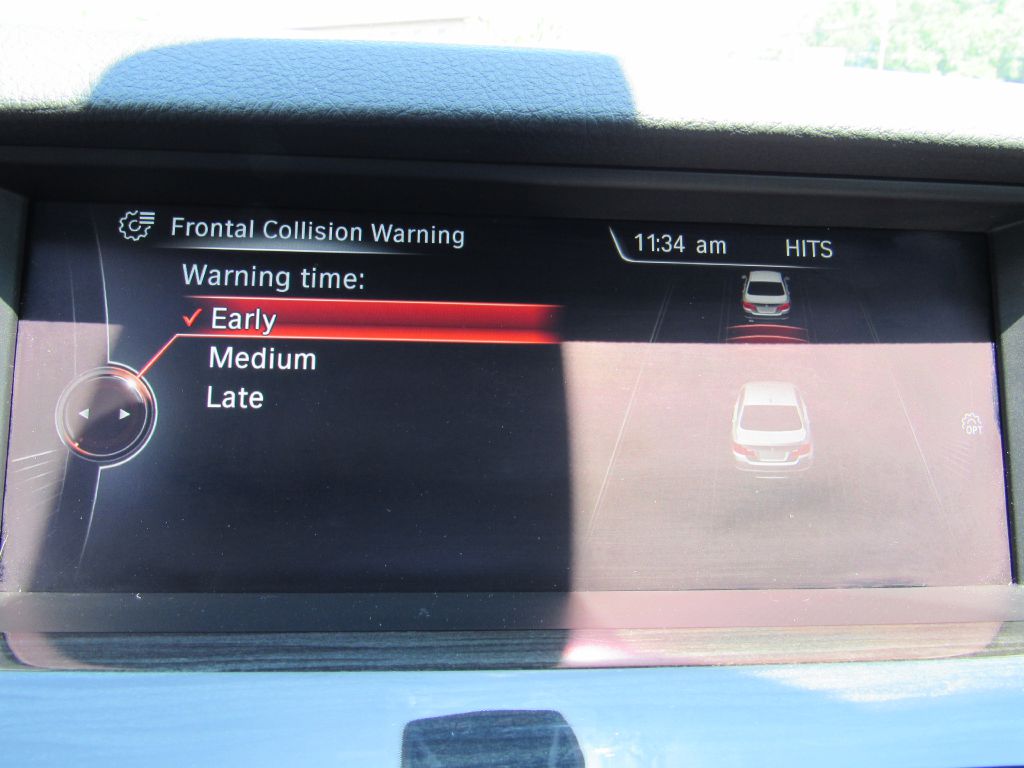 Frontal Collision Warning
11:34 am HITS
Warning time:
Early
Medium
Late
OPT